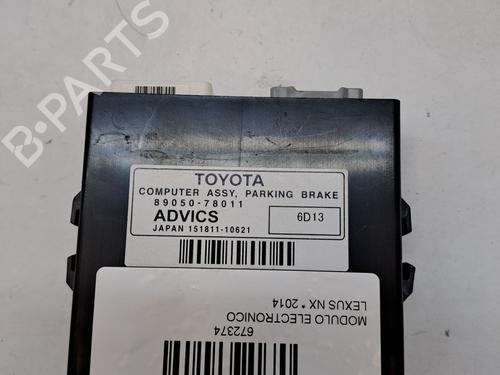 B-PARTS
TOYOTA
COMPUTER ASSY, PARKING BRAKE
89050-78011
ADVICS
6D13
JAPAN 151811-10621
672374
MODULO ELECTRONICO
LEXUS NX * 2014